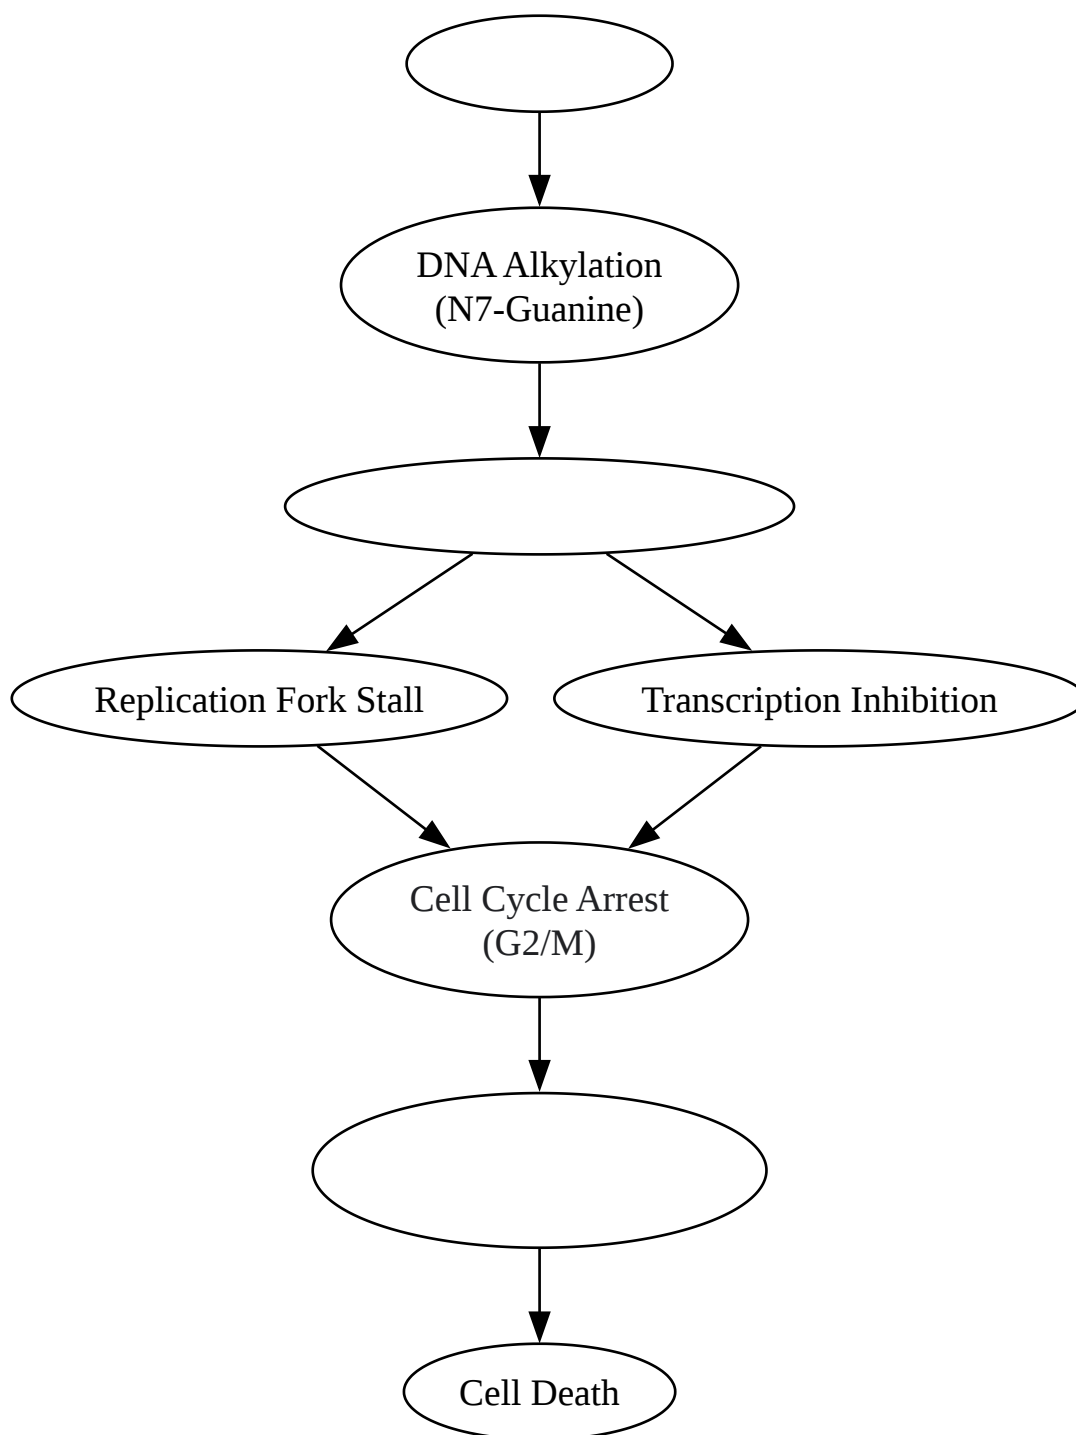 DNA Alkylation
(N7-Guanine)
Replication Fork Stall
Transcription Inhibition
Cell Cycle Arrest
(G2/M)
Cell Death